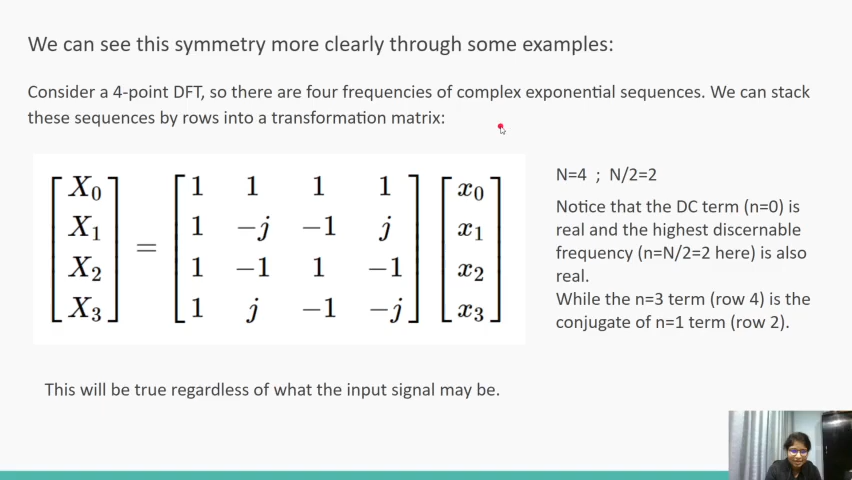 We can see this symmetry more clearly through some examples:
Consider a 4-point DFT, so there are four frequencies of complex exponential sequences. We can stack
these sequences by rows into a transformation matrix:
X₀ 1 1 1 1 x₀
X₁ 1 −j −1 j x₁
=
X₂ 1 −1 1 −1 x₂
X₃ 1 j −1 −j x₃
N=4 ; N/2=2
Notice that the DC term (n=0) is
real and the highest discernable
frequency (n=N/2=2 here) is also
real.
While the n=3 term (row 4) is the
conjugate of n=1 term (row 2).
This will be true regardless of what the input signal may be.